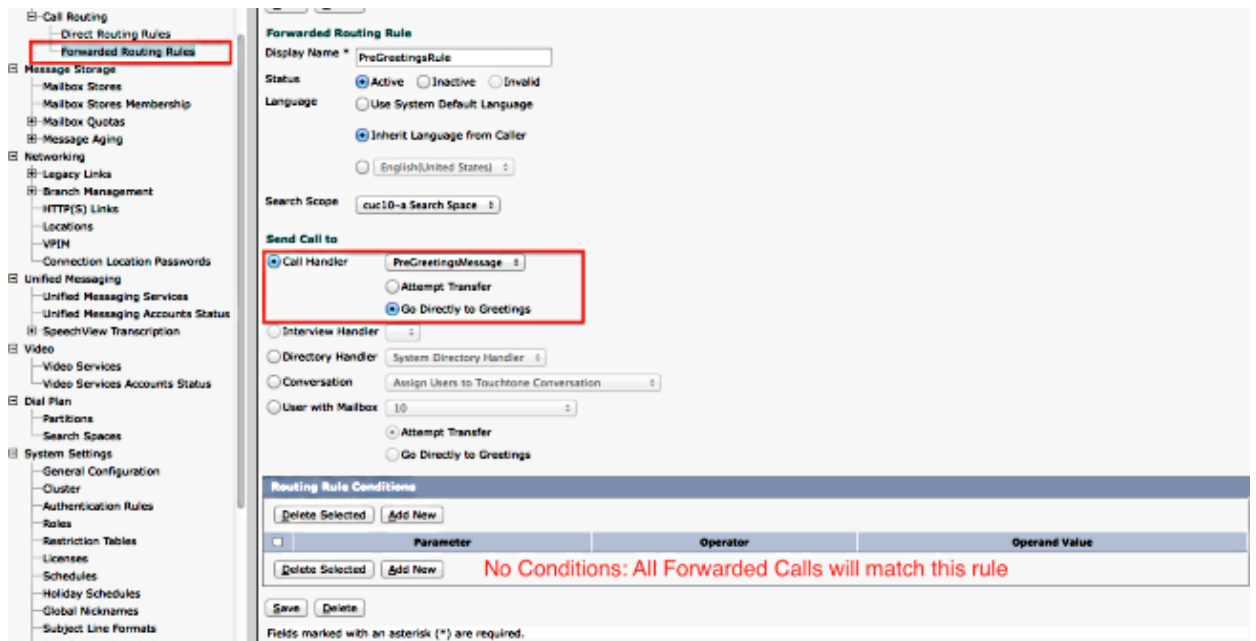 Call Routing
Direct Routing Rules
Forwarded Routing Rules
Message Storage
Mailbox Stores
Mailbox Stores Membership
Mailbox Quotas
Message Aging
Networking
Legacy Links
Branch Management
HTTP(S) Links
Locations
VPIM
Connection Location Passwords
Unified Messaging
Unified Messaging Services
Unified Messaging Accounts Status
SpeechView Transcription
Video
Video Services
Video Services Accounts Status
Dial Plan
Partitions
Search Spaces
System Settings
General Configuration
Cluster
Authentication Rules
Roles
Restriction Tables
Licenses
Schedules
Holiday Schedules
Global Nicknames
Subject Line Formats
Forwarded Routing Rule
Display Name * PreGreetingsRule
Status Active Inactive Invalid
Language Use System Default Language
Inherit Language from Caller
English(United States)
Search Scope cuc10-a Search Space
Send Call to
Call Handler PreGreetingsMessage
Attempt Transfer
Go Directly to Greetings
Interview Handler
Directory Handler System Directory Handler
Conversation Assign Users to Touchtone Conversation
User with Mailbox 10
Attempt Transfer
Go Directly to Greetings
Routing Rule Conditions
Delete Selected Add New
Parameter Operator Operand Value
Delete Selected Add New No Conditions: All Forwarded Calls will match this rule
Save Delete
Fields marked with an asterisk (*) are required.